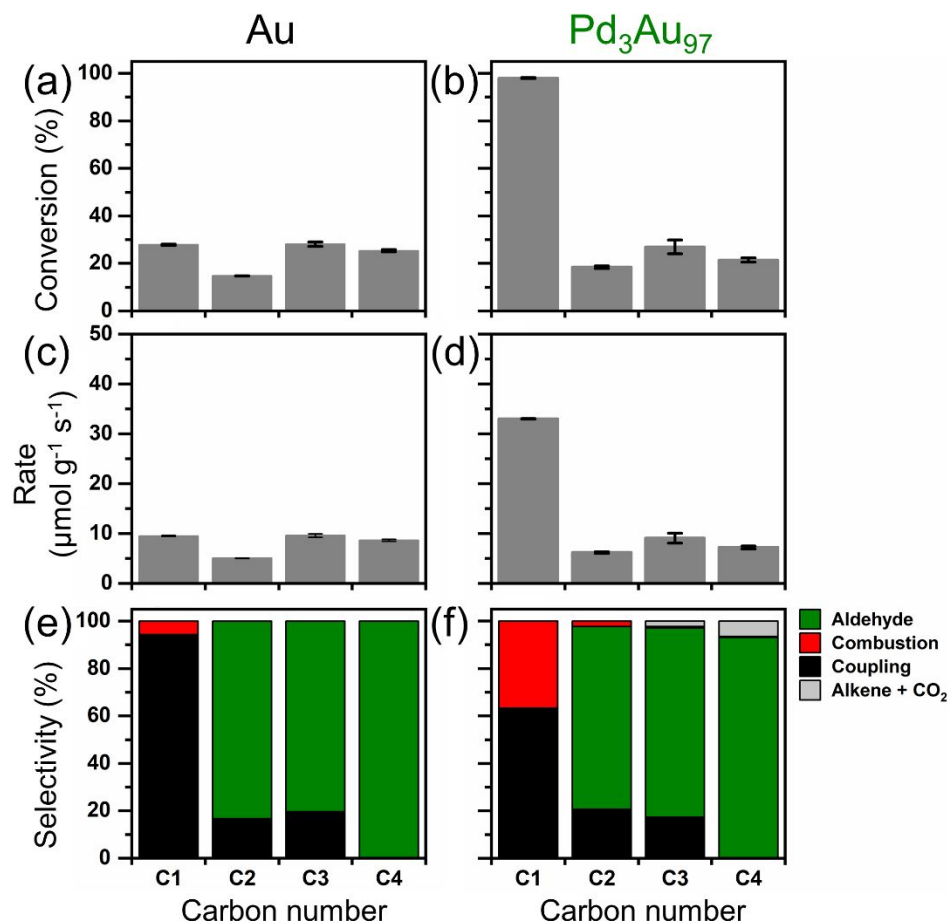 Au
Pd₃Au₉₇
(a)
(b)
Conversion (%)
100
80
60
40
20
0
(c)
(d)
Rate
(μmol g⁻¹ s⁻¹)
50
40
30
20
10
0
(e)
(f)
Selectivity (%)
100
80
60
40
20
0
Aldehyde
Combustion
Coupling
Alkene + CO₂
C1 C2 C3 C4
C1 C2 C3 C4
Carbon number
Carbon number